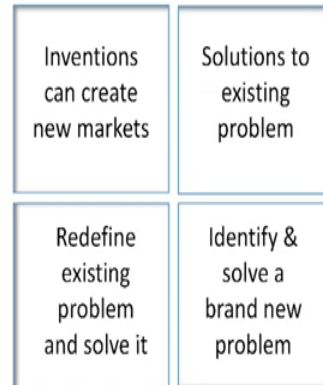 Inventions
can create
new markets
Solutions to
existing
problem
Redefine
existing
problem
and solve it
Identify &
solve a
brand new
problem